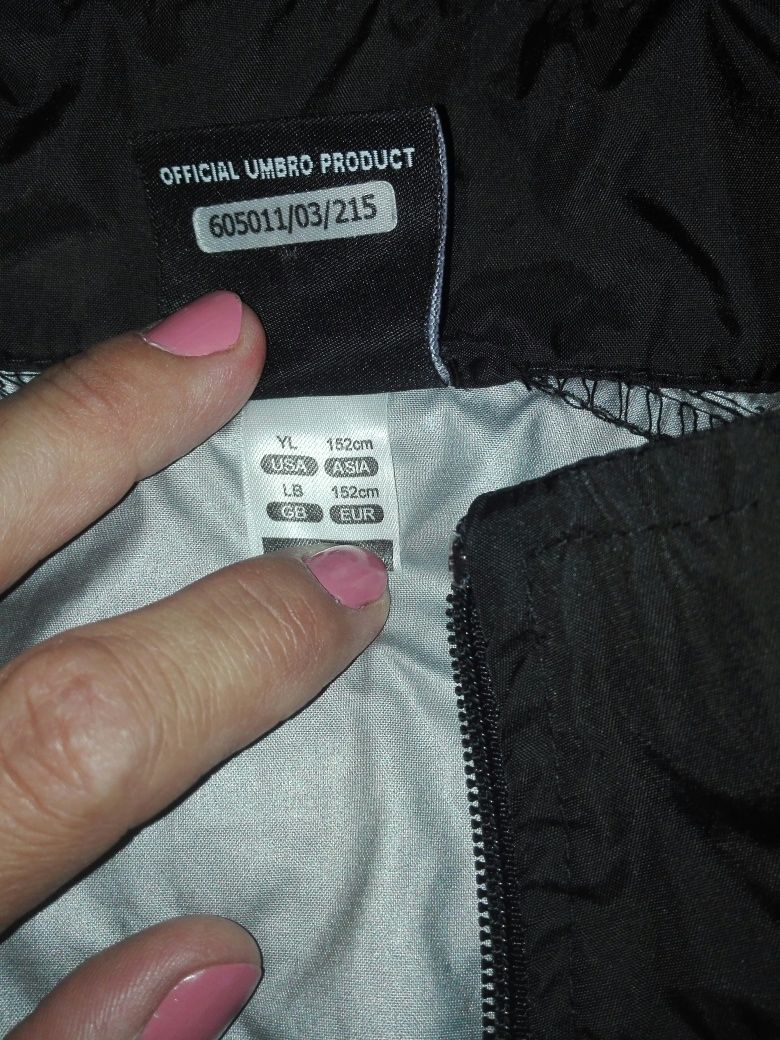 OFFICIAL UMBRO PRODUCT
605011/03/215
YL 152cm
USA ASIA
LB 152cm
GB EUR